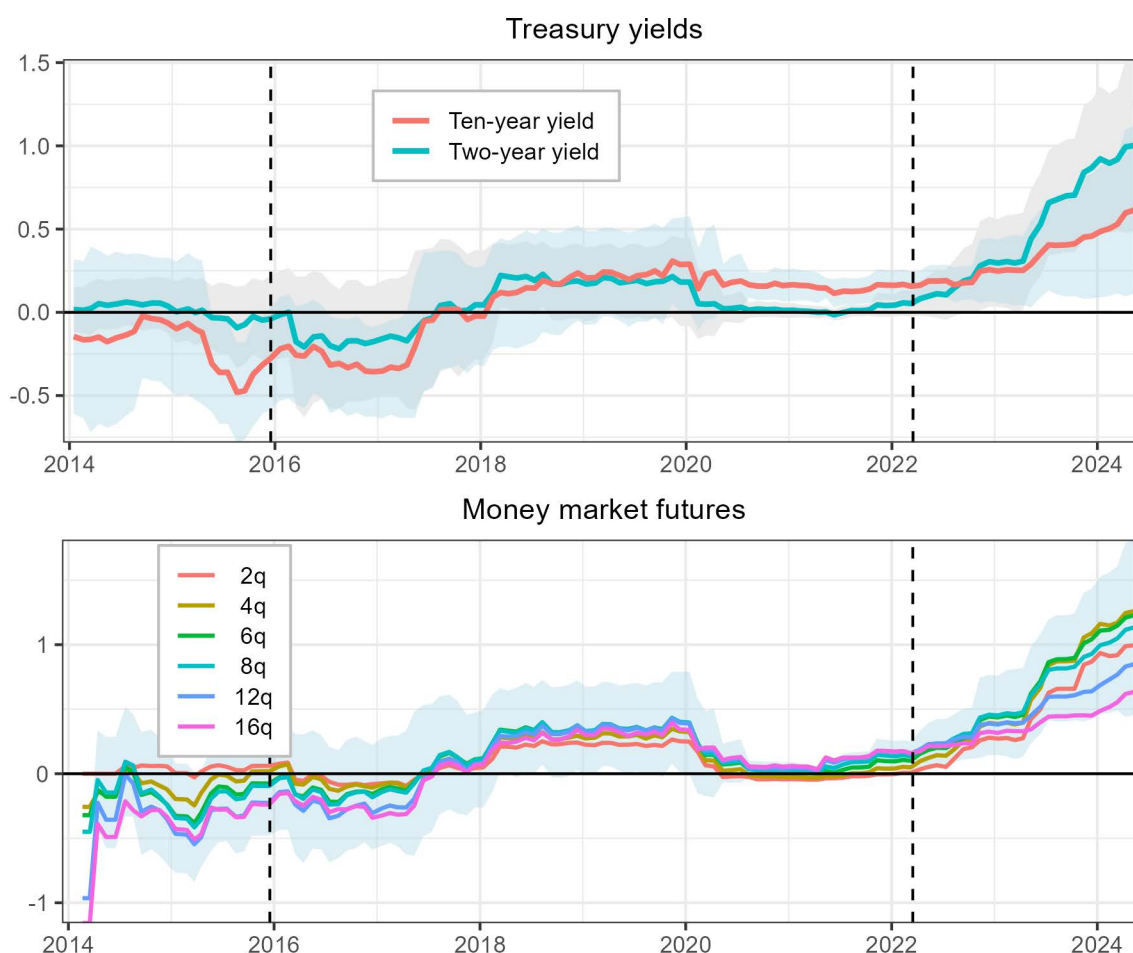 Treasury yields
1.5
1.0
0.5
0.0
-0.5
Ten-year yield
Two-year yield
2014 2016 2018 2020 2022 2024
Money market futures
1
0
-1
2q
4q
6q
8q
12q
16q
2014 2016 2018 2020 2022 2024